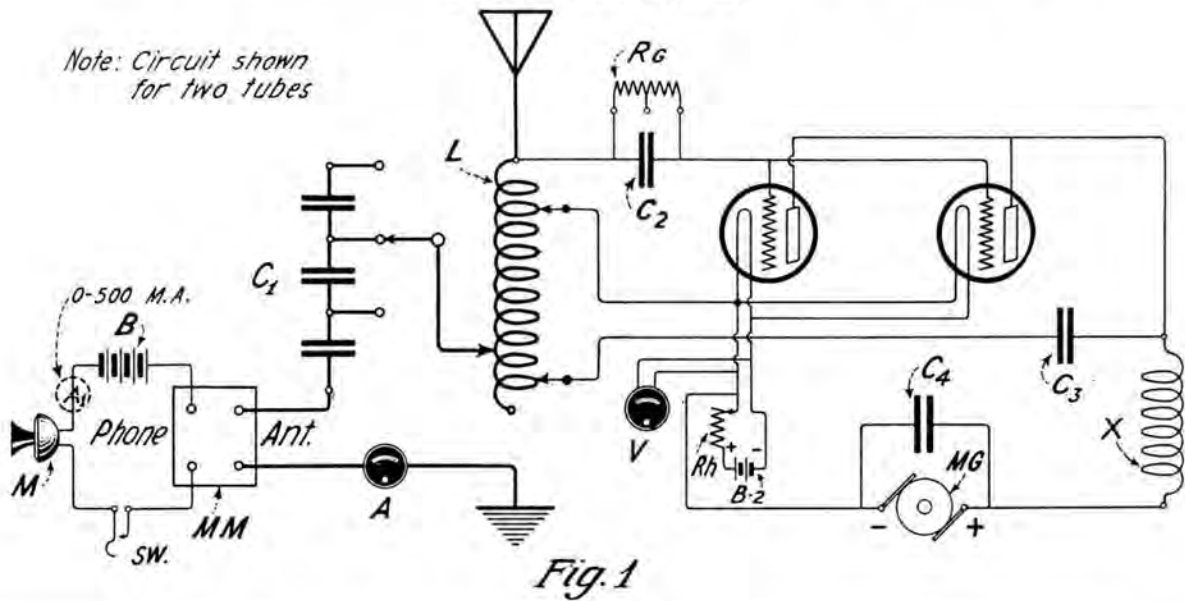 Note: Circuit shown
for two tubes
RG
L
C2
C1
0-500 M.A.
B
A1
Phone
Ant.
M
MM
SW.
A
V
Rh
+
-
B-2
C4
C3
X
MG
-
+
Fig. 1